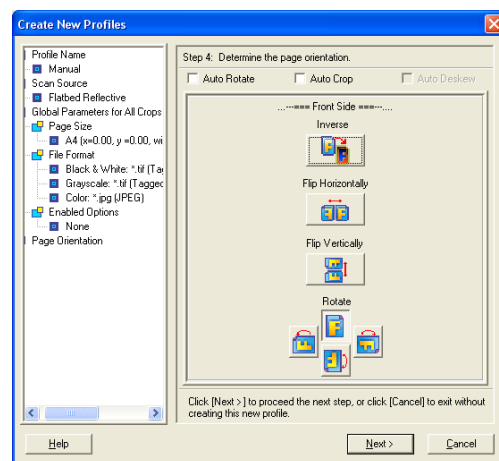 Create New Profiles
Profile Name
Manual
Scan Source
Flatbed Reflective
Global Parameters for All Crops
Page Size
A4 (x=0.00, y =0.00, wi
File Format
Black & White: *.tif (Tag
Grayscale: *.tif (Tagged
Color: *.jpg (JPEG)
Enabled Options
None
Page Orientation
Step 4: Determine the page orientation.
Auto Rotate
Auto Crop
Auto Deskew
...---=== Front Side ===---....
Inverse
Flip Horizontally
Flip Vertically
Rotate
Click [Next >] to proceed the next step, or click [Cancel] to exit without
creating this new profile.
Help
Next >
Cancel